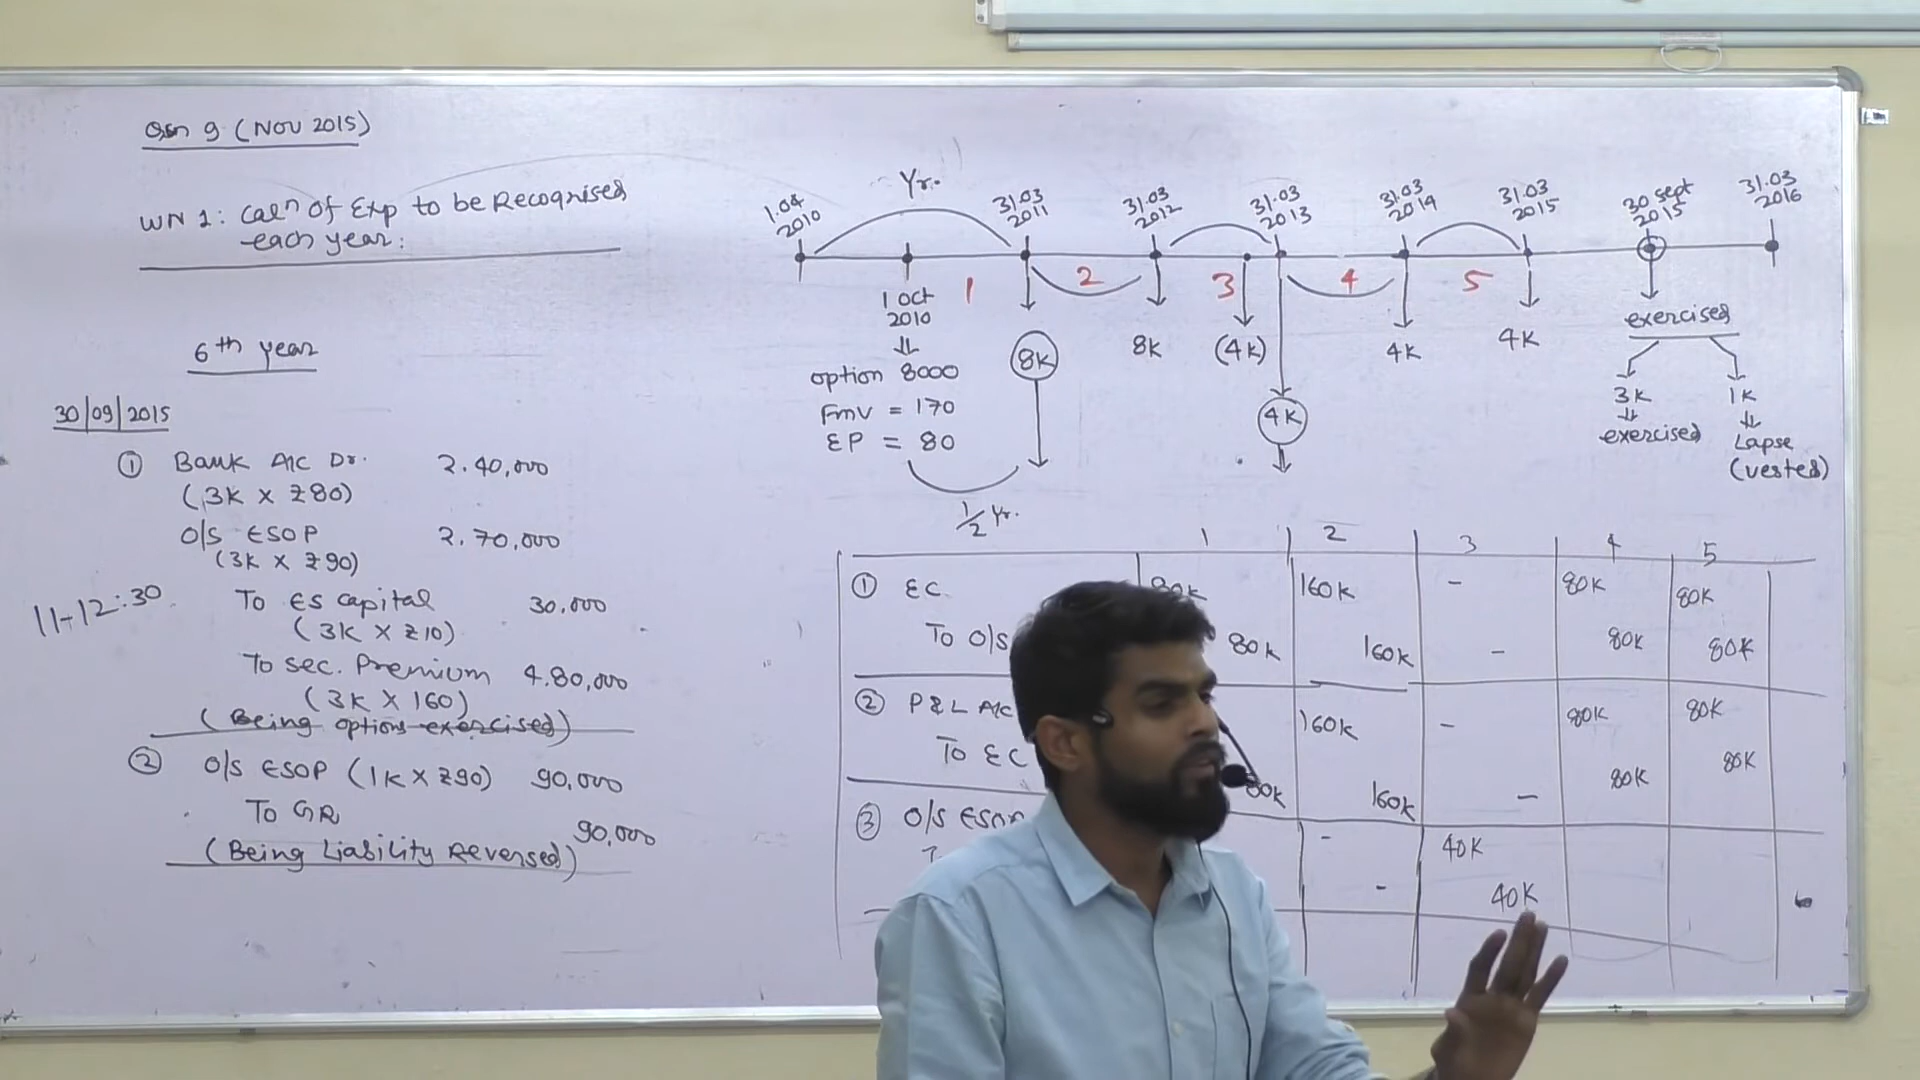 Qsn 9 (NOV 2015)
WN 1: Calⁿ of Exp to be Recognised
each year:
6th year
30/09/2015
① Bank A/C Dr. 2.40,000
(3K X ₹80)
O/S ESOP 2.70,000
(3K X ₹90)
11-12:30
To ES Capital 30.000
(3K X ₹10)
To Sec. Premium 4.80,000
(3K X 160)
(Being options exercised)
② O/S ESOP (1K X ₹90) 90,000
To GR
90,000
(Being Liability Reversed)
Yr.
1.04 2010
31.03 2011
31.03 2012
31.03 2013
31.03 2014
31.03 2015
30 Sept 2015
31.03 2016
1 2 3 4 5
1 Oct
2010
option 8000
FMV = 170
EP = 80
1/2 Yr.
8K
8K
(4K)
4K
4K
4K
exercised
3K 1K
exercised Lapse
(vested)
1 2 3 4 5
① EC 80K 160K - 80K 80K
To O/S 80K 160K - 80K 80K
② P&L A/C 160K - 80K 80K
To EC 80K 160K - 80K 80K
③ O/S - 40K
- 40K